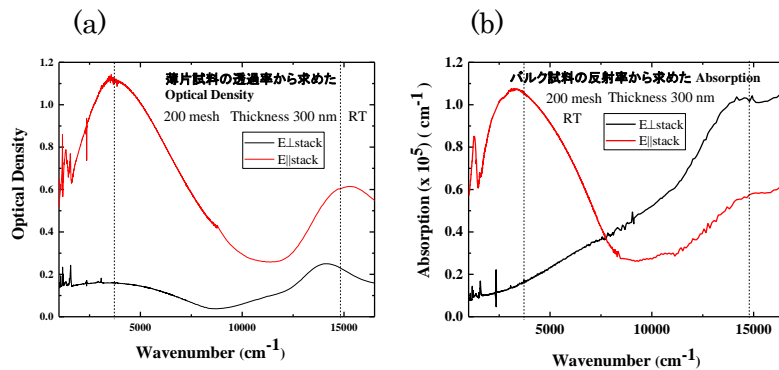 (a)
(b)
薄片試料の透過率から求めた
Optical Density
200 mesh Thickness 300 nm RT
E⊥stack
E||stack
1.2
1.0
0.8
0.6
0.4
0.2
0.0
Optical Density
5000 10000 15000
Wavenumber (cm⁻¹)
バルク試料の反射率から求めた Absorption
200 mesh Thickness 300 nm
RT
E⊥stack
E||stack
1.2
1.0
0.8
0.6
0.4
0.2
0.0
Absorption (x 10⁵) ( cm⁻¹)
5000 10000 15000
Wavenumber (cm⁻¹)